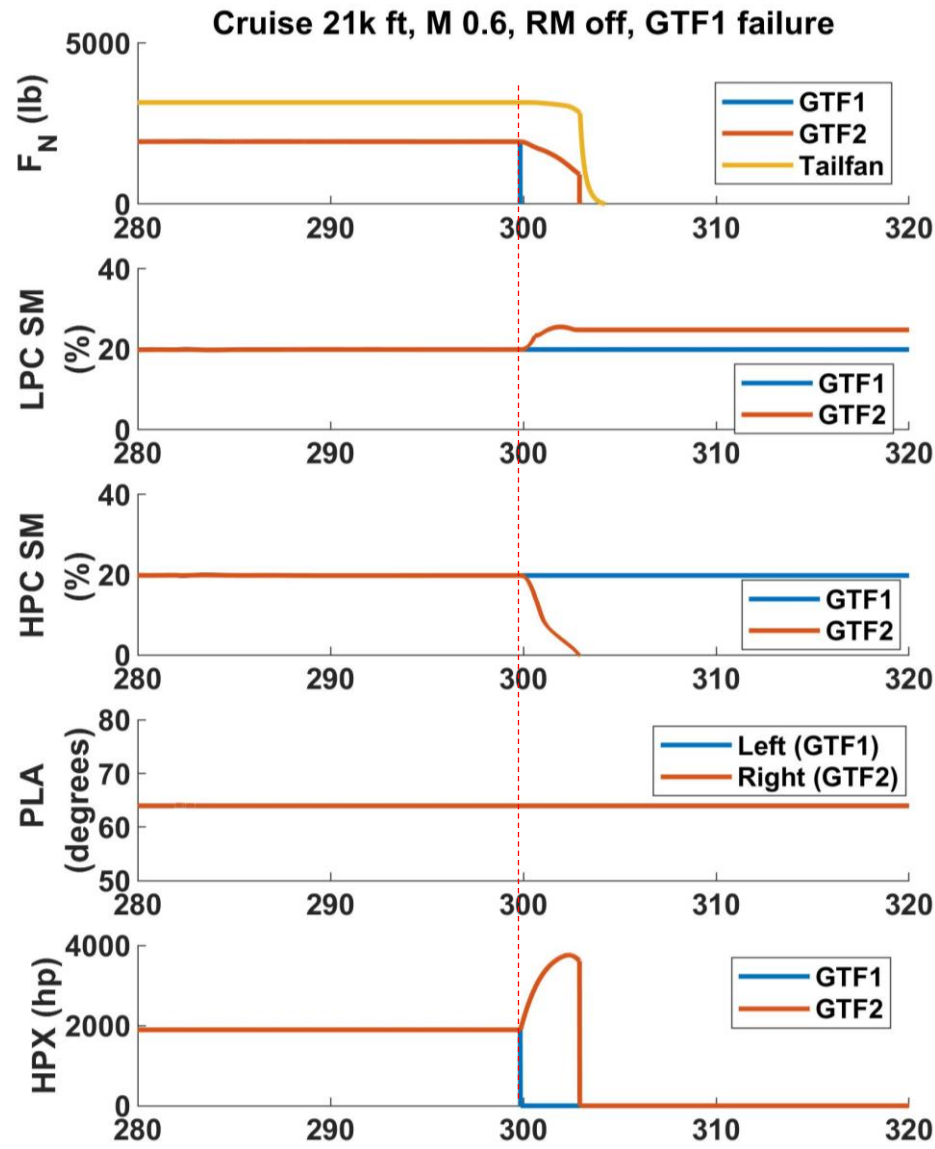 Cruise 21k ft, M 0.6, RM off, GTF1 failure
F_N (lb)
5000
0
GTF1
GTF2
Tailfan
280 290 300 310 320
LPC SM
(%)
40
20
0
GTF1
GTF2
280 290 300 310 320
HPC SM
(%)
40
20
0
GTF1
GTF2
280 290 300 310 320
PLA
(degrees)
80
70
60
50
Left (GTF1)
Right (GTF2)
280 290 300 310 320
HPX (hp)
4000
2000
0
GTF1
GTF2
280 290 300 310 320